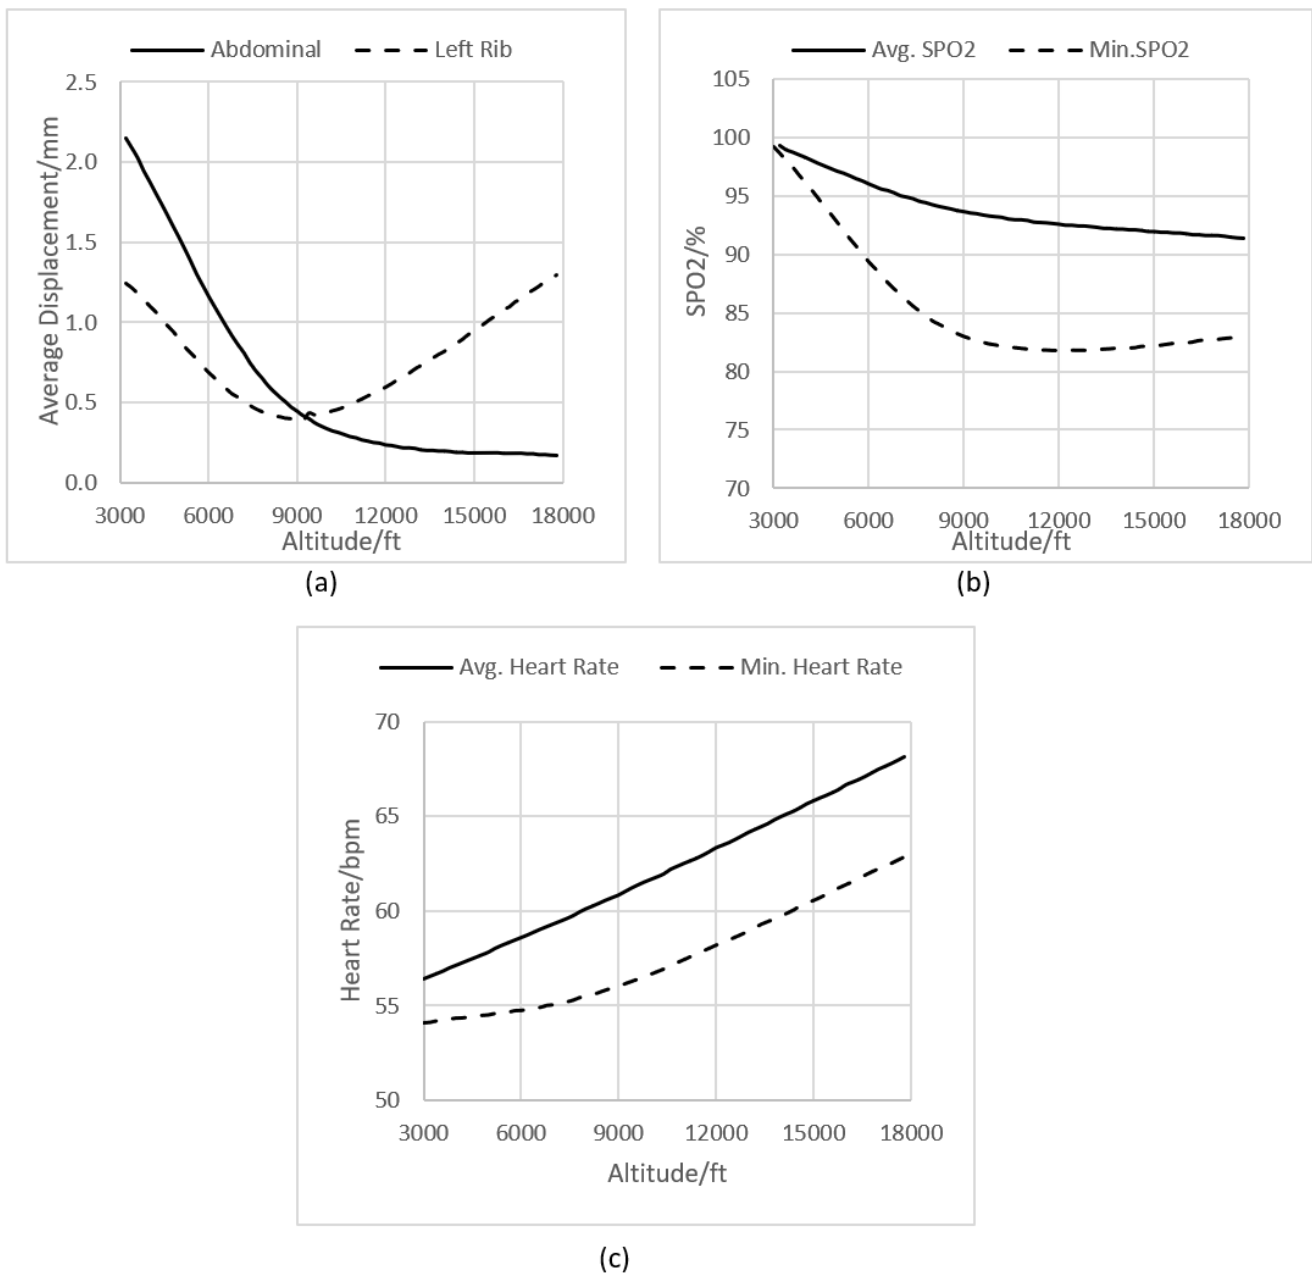 Abdominal Left Rib
Average Displacement/mm
2.5
2.0
1.5
1.0
0.5
0.0
3000 6000 9000 12000 15000 18000
Altitude/ft
(a)
Avg. SPO2 Min.SPO2
SPO2/%
105
100
95
90
85
80
75
70
3000 6000 9000 12000 15000 18000
Altitude/ft
(b)
Avg. Heart Rate Min. Heart Rate
Heart Rate/bpm
70
65
60
55
50
3000 6000 9000 12000 15000 18000
Altitude/ft
(c)